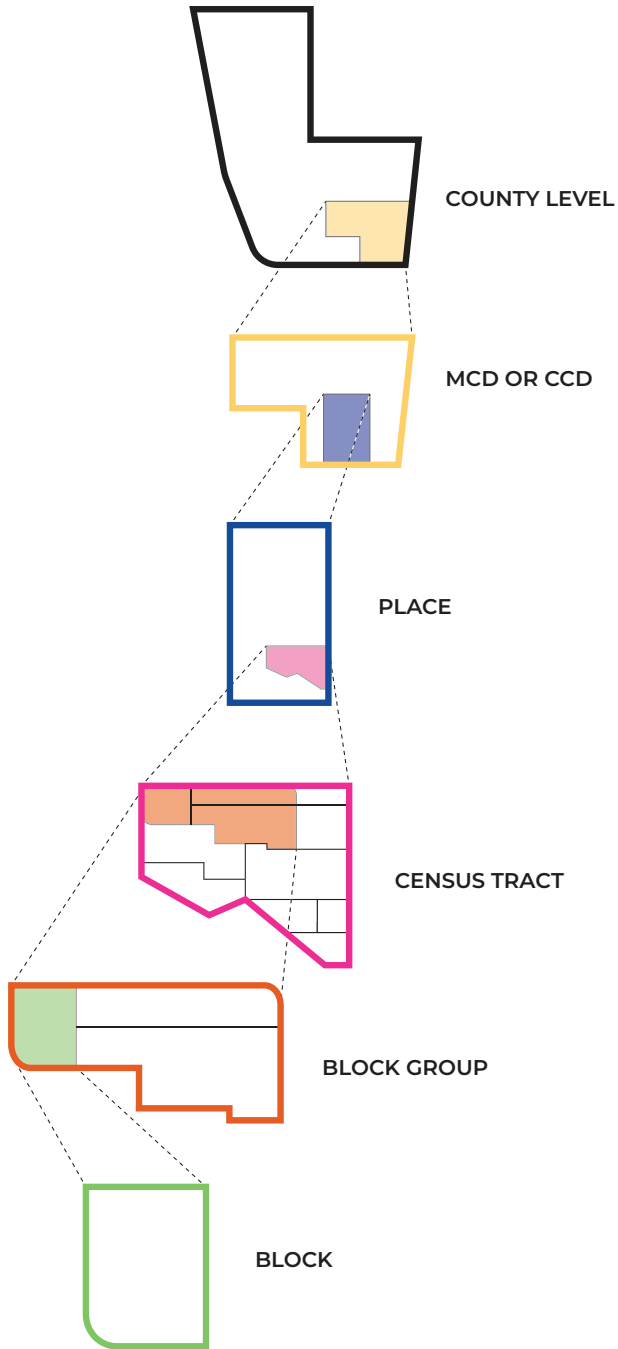 COUNTY LEVEL
MCD OR CCD
PLACE
CENSUS TRACT
BLOCK GROUP
BLOCK